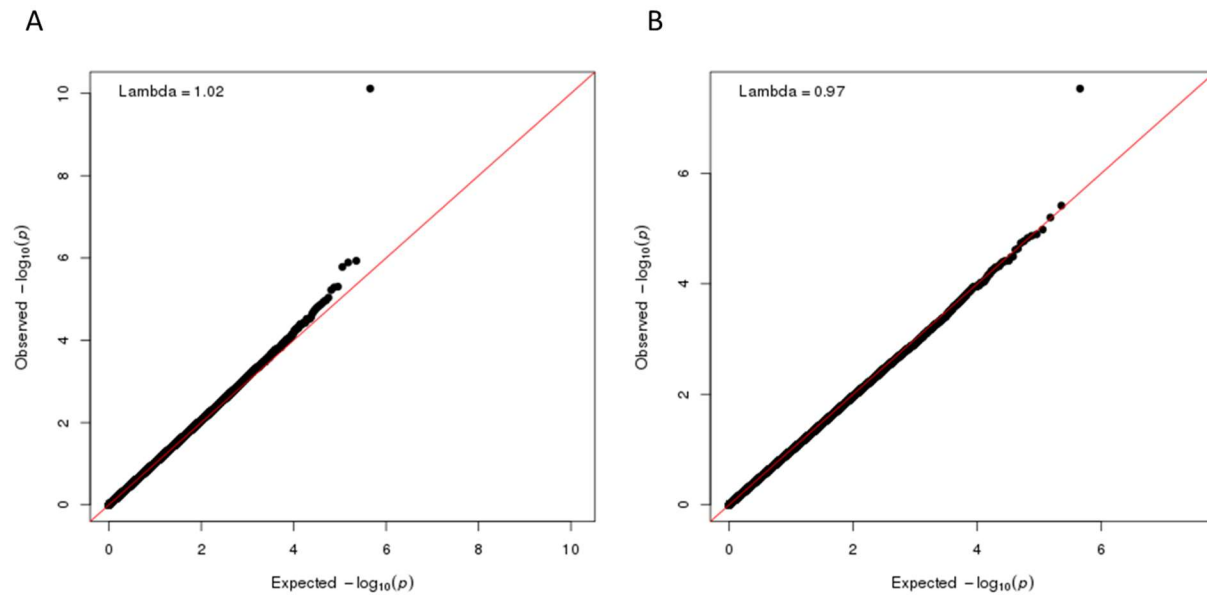 A
Lambda = 1.02
10
8
6
4
2
0
Observed −log₁₀(p)
0 2 4 6 8 10
Expected −log₁₀(p)
B
Lambda = 0.97
6
4
2
0
Observed −log₁₀(p)
0 2 4 6
Expected −log₁₀(p)